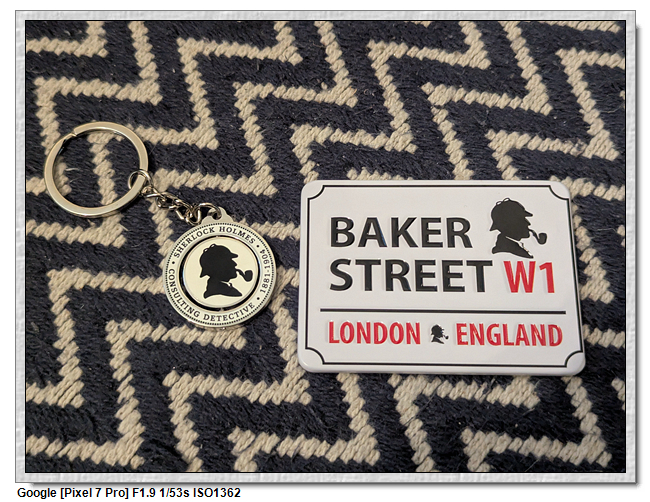 SHERLOCK HOLMES • 1881-1904 •
CONSULTING DETECTIVE •
BAKER
STREET W1
LONDON ENGLAND
Google [Pixel 7 Pro] F1.9 1/53s ISO1362